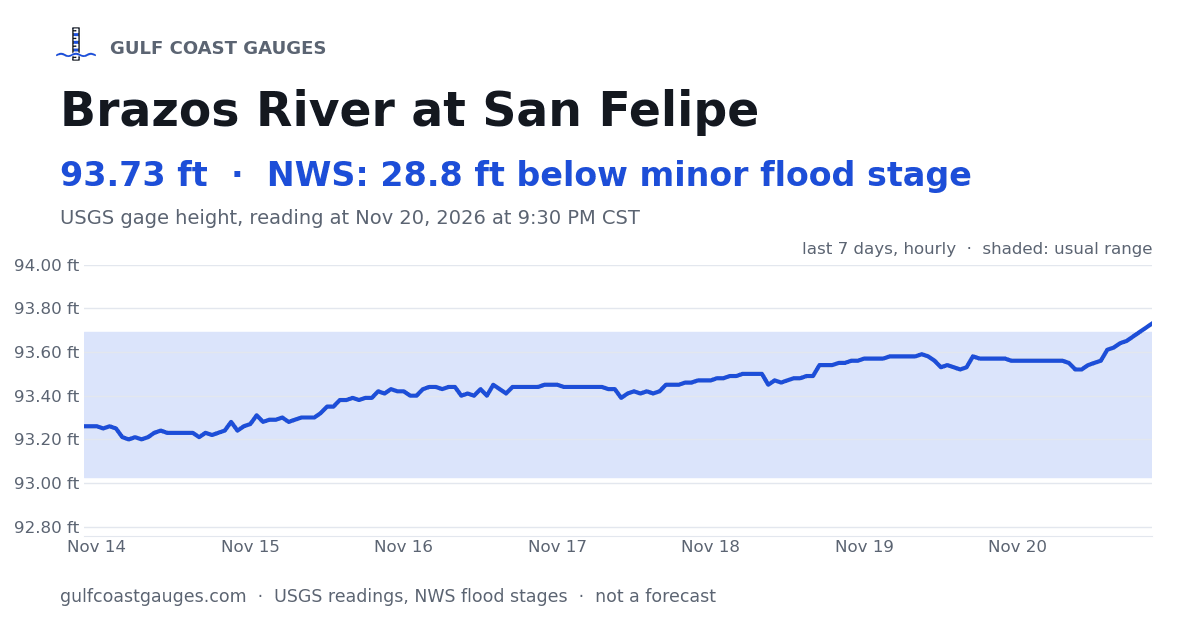 GULF COAST GAUGES
Brazos River at San Felipe
93.73 ft · NWS: 28.8 ft below minor flood stage
USGS gage height, reading at Nov 20, 2026 at 9:30 PM CST
last 7 days, hourly · shaded: usual range
94.00 ft
93.80 ft
93.60 ft
93.40 ft
93.20 ft
93.00 ft
92.80 ft
Nov 14 Nov 15 Nov 16 Nov 17 Nov 18 Nov 19 Nov 20
gulfcoastgauges.com · USGS readings, NWS flood stages · not a forecast